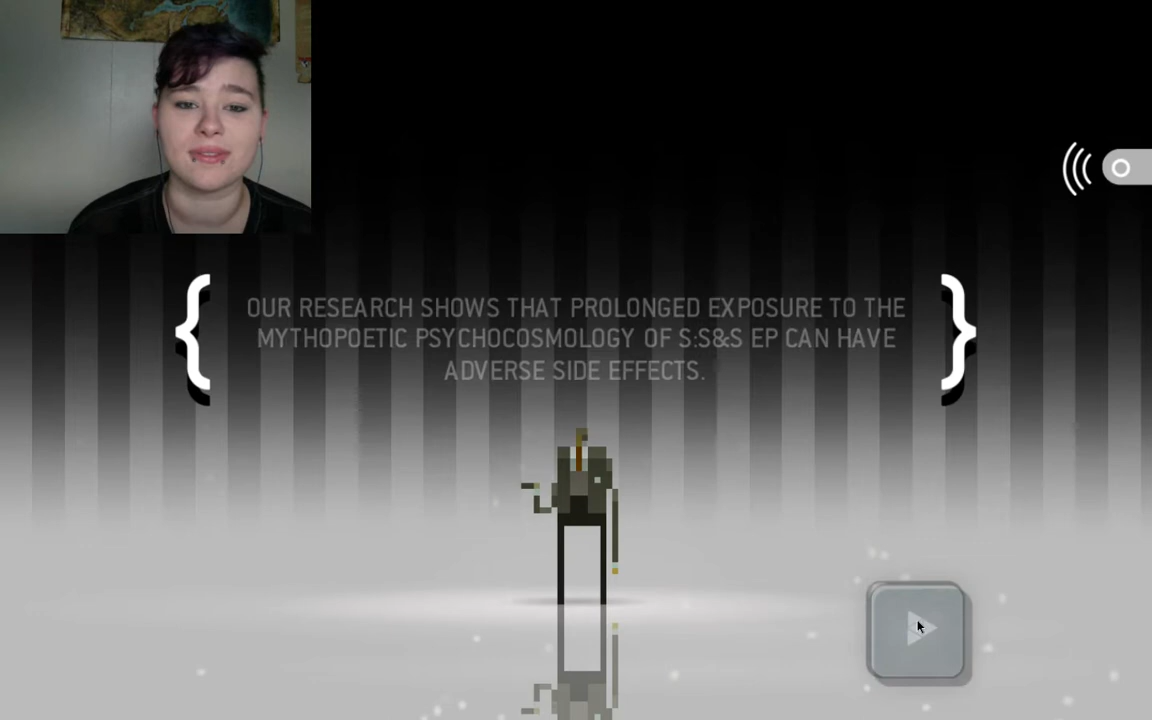 OUR RESEARCH SHOWS THAT PROLONGED EXPOSURE TO THE
MYTHOPOETIC PSYCHOCOSMOLOGY OF S:S&S EP CAN HAVE
ADVERSE SIDE EFFECTS.